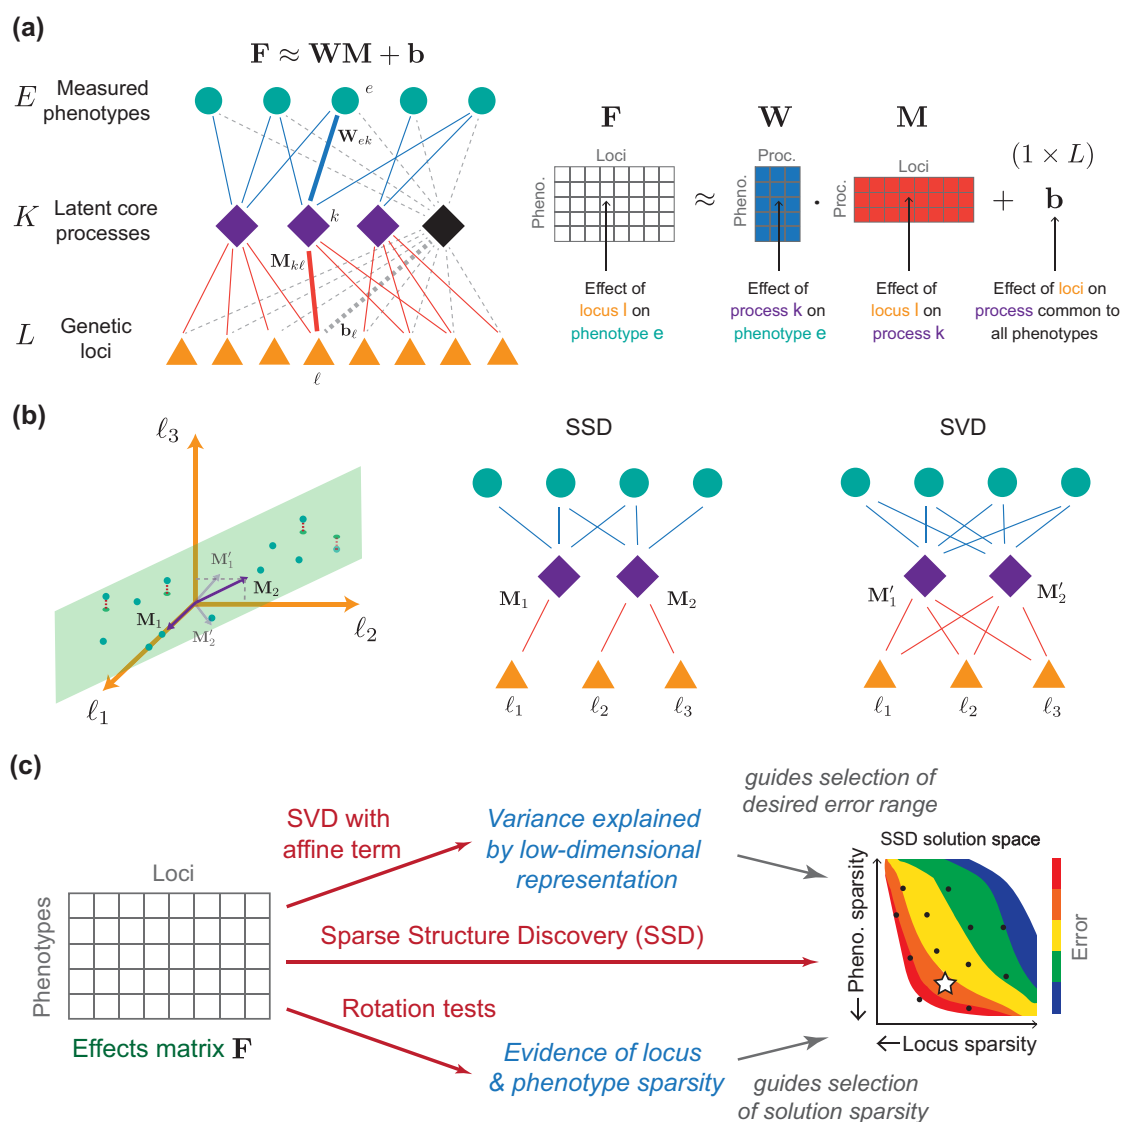 (a)
F ≈ WM + b
E Measured
phenotypes
e
W_ek
K Latent core
processes
k
M_kℓ
L Genetic
loci
b_ℓ
ℓ
F W M
(1 × L)
Loci
Pheno.
≈
Proc.
Pheno.
·
Loci
Proc.
+ b
Effect of
locus l on
phenotype e
Effect of
process k on
phenotype e
Effect of
locus l on
process k
Effect of loci on
process common to
all phenotypes
(b)
ℓ3
ℓ2
ℓ1
M′1
M2
M1
M′2
SSD
M1 M2
ℓ1 ℓ2 ℓ3
SVD
M′1 M′2
ℓ1 ℓ2 ℓ3
(c)
Loci
Phenotypes
Effects matrix F
SVD with
affine term
Variance explained
by low-dimensional
representation
guides selection of
desired error range
Sparse Structure Discovery (SSD)
Rotation tests
Evidence of locus
& phenotype sparsity
guides selection
of solution sparsity
SSD solution space
← Pheno. sparsity
← Locus sparsity
Error